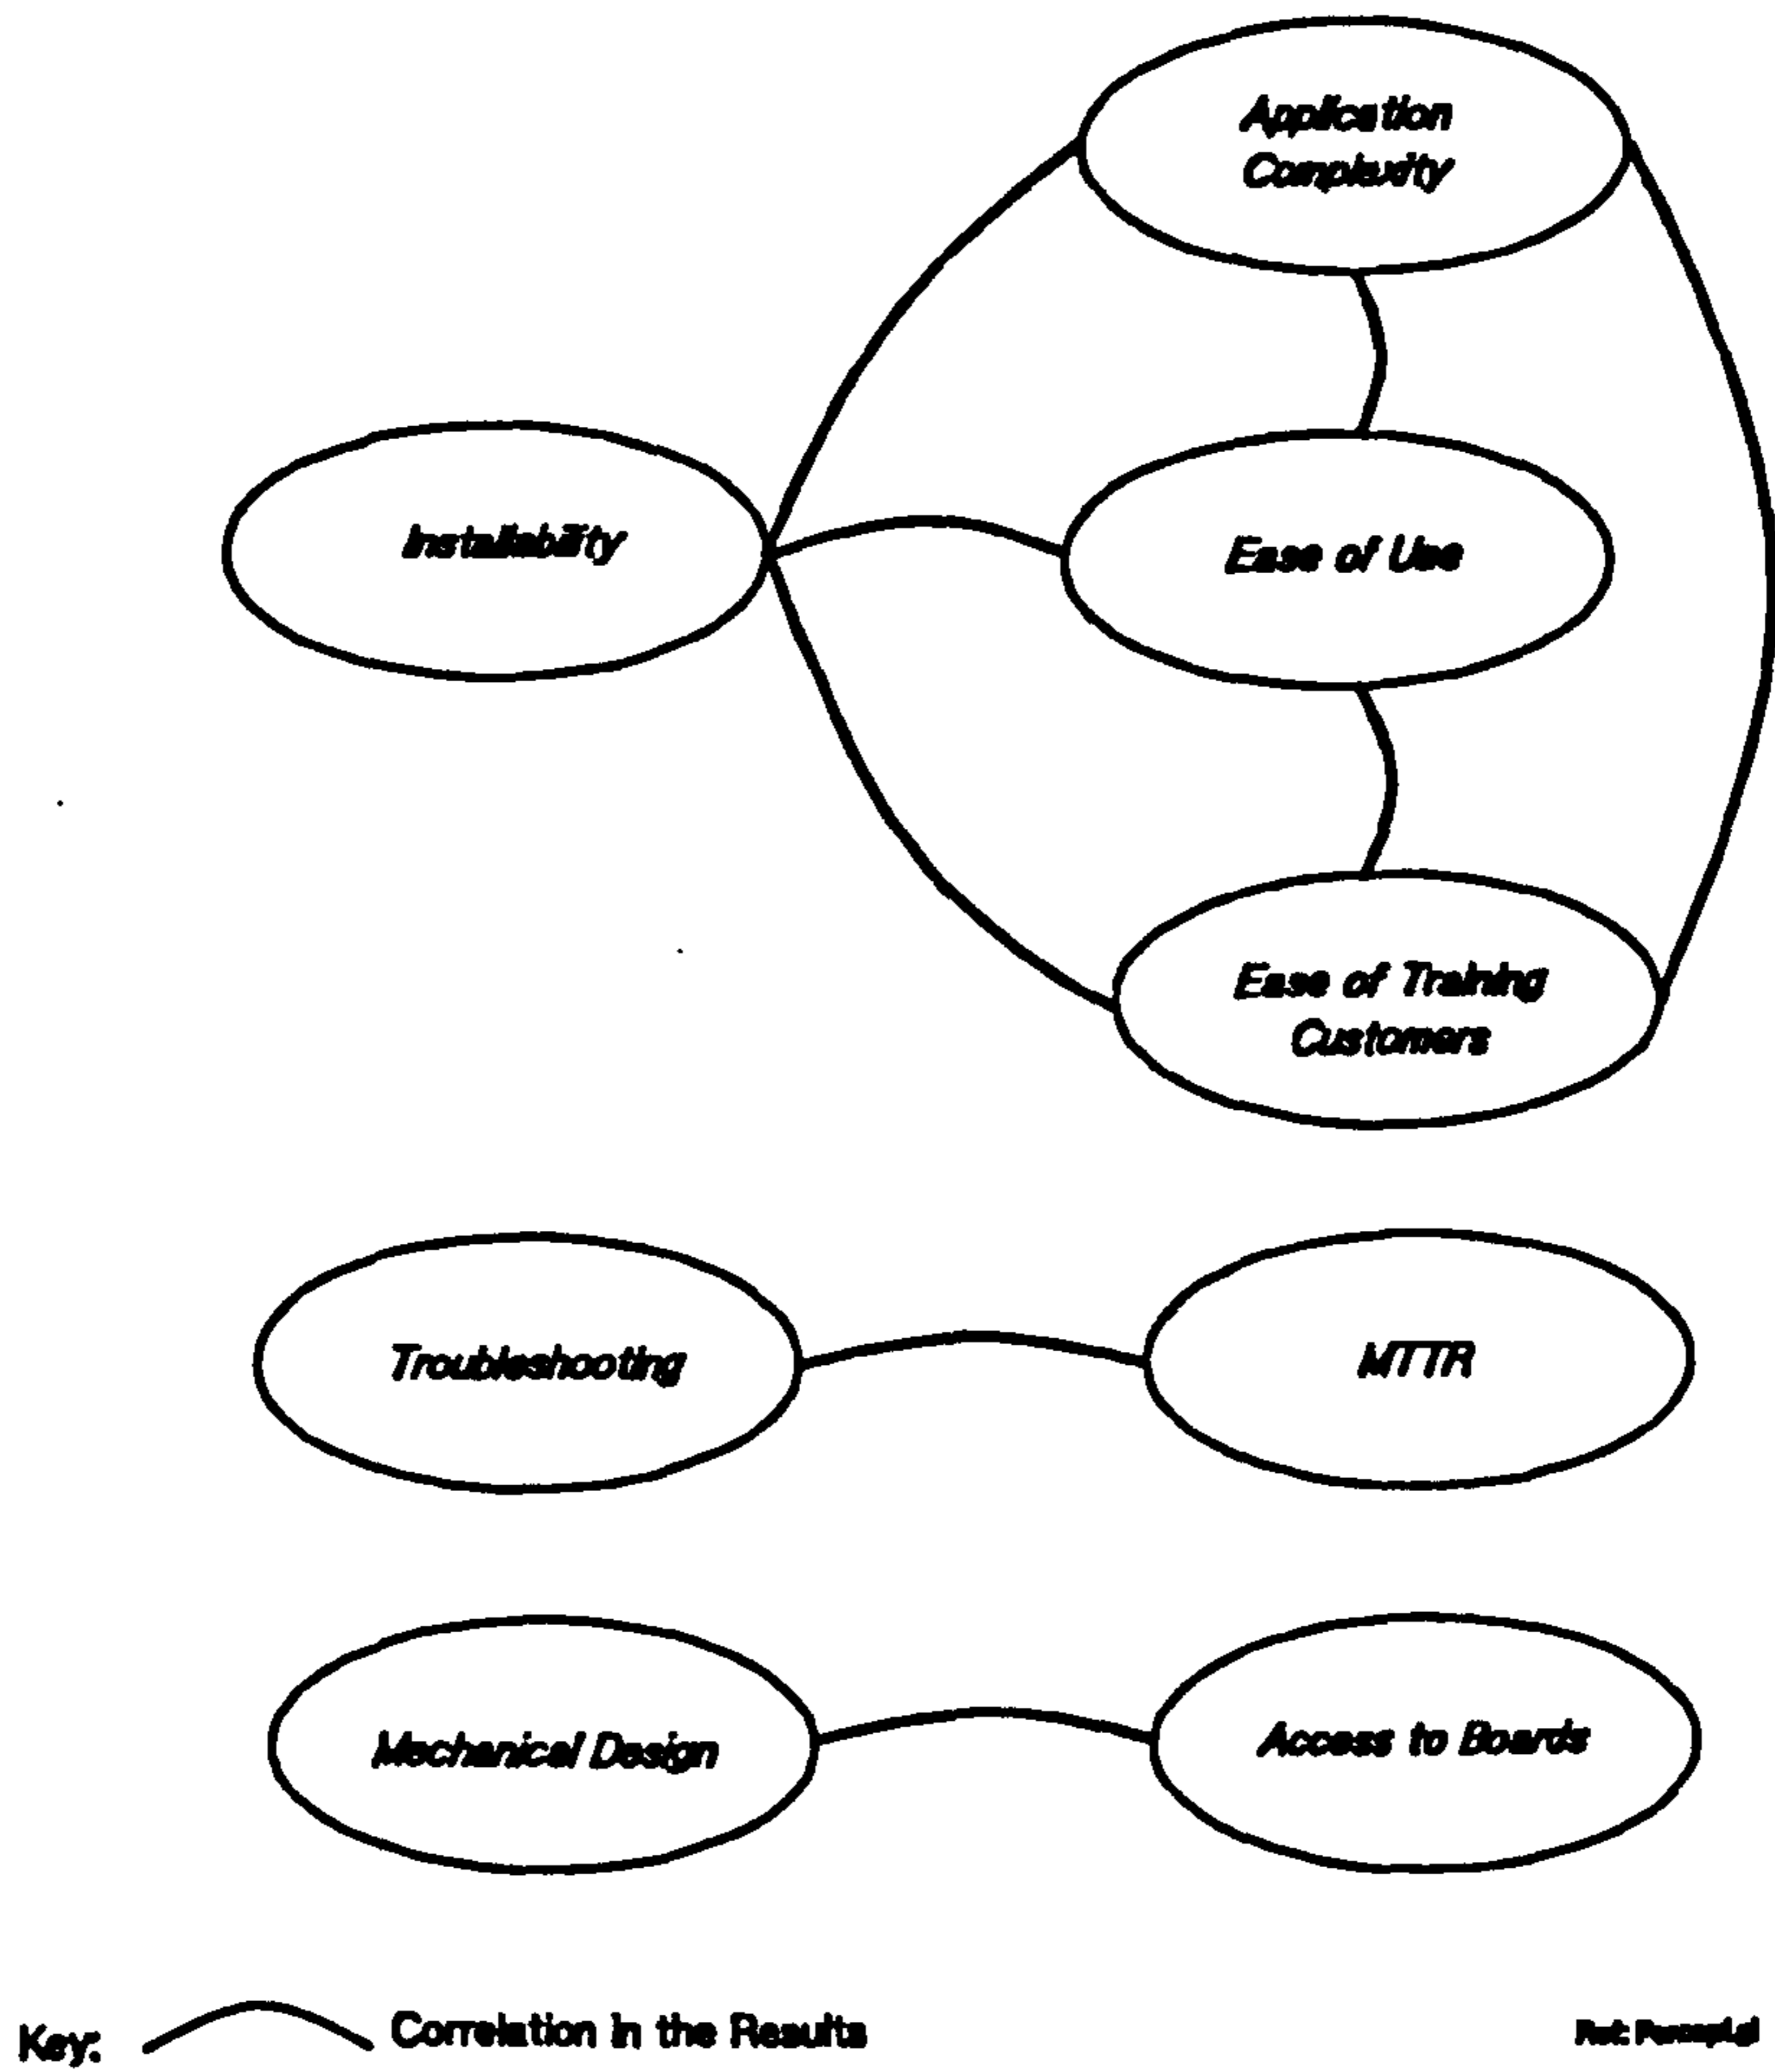 Application
Complexity
Installability
Ease of Use
Ease of Training
Customers
Troubleshooting
MTTR
Mechanical Design
Access to Boards
Key:
Correlation in the Results